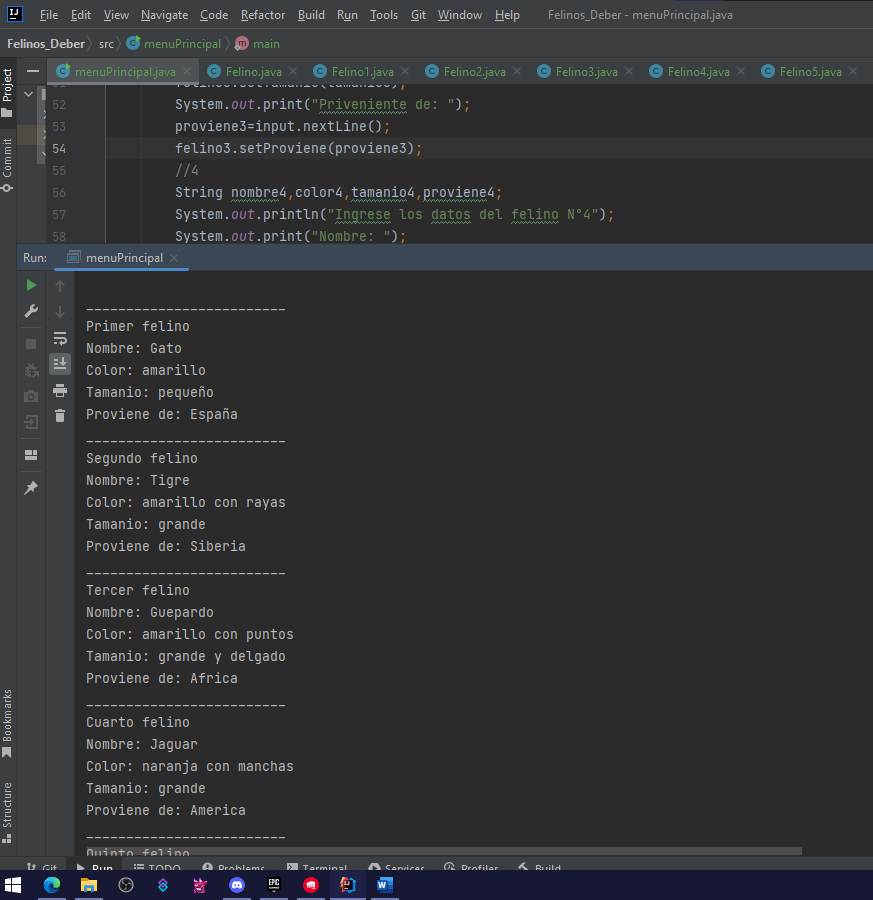 File Edit View Navigate Code Refactor Build Run Tools Git Window Help Felinos_Deber - menuPrincipal.java
Felinos_Deber src menuPrincipal main
menuPrincipal.java Felino.java Felino1.java Felino2.java Felino3.java Felino4.java Felino5.java
Project
Commit
52 System.out.print("Priveniente de: ");
53 proviene3=input.nextLine();
54 felino3.setProviene(proviene3);
55 //4
56 String nombre4,color4,tamanio4,proviene4;
57 System.out.println("Ingrese los datos del felino N°4");
58 System.out.print("Nombre: ");
Run: menuPrincipal
_________________________
Primer felino
Nombre: Gato
Color: amarillo
Tamanio: pequeño
Proviene de: España
_________________________
Segundo felino
Nombre: Tigre
Color: amarillo con rayas
Tamanio: grande
Proviene de: Siberia
_________________________
Tercer felino
Nombre: Guepardo
Color: amarillo con puntos
Tamanio: grande y delgado
Proviene de: Africa
_________________________
Cuarto felino
Nombre: Jaguar
Color: naranja con manchas
Tamanio: grande
Proviene de: America
_________________________
Quinto felino
Bookmarks
Structure
Git Run TODO Problems Terminal Services Profiler Build